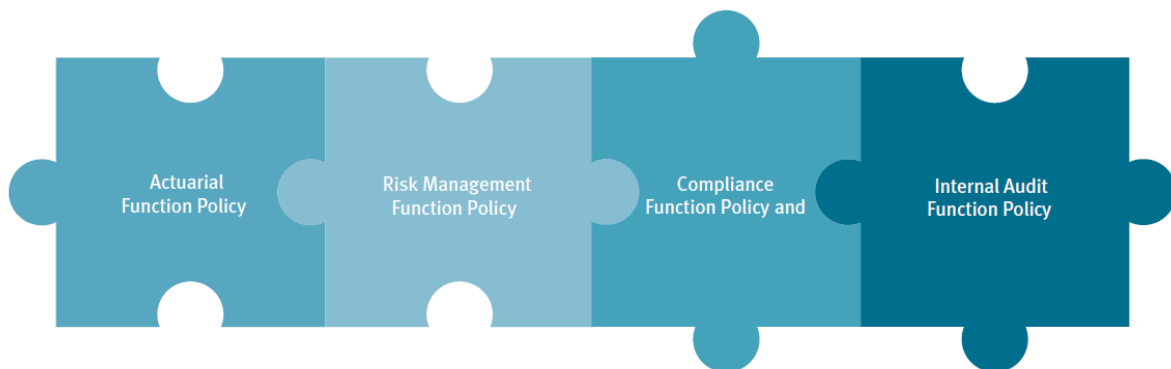 Actuarial
Function Policy
Risk Management
Function Policy
Compliance
Function Policy and
Internal Audit
Function Policy